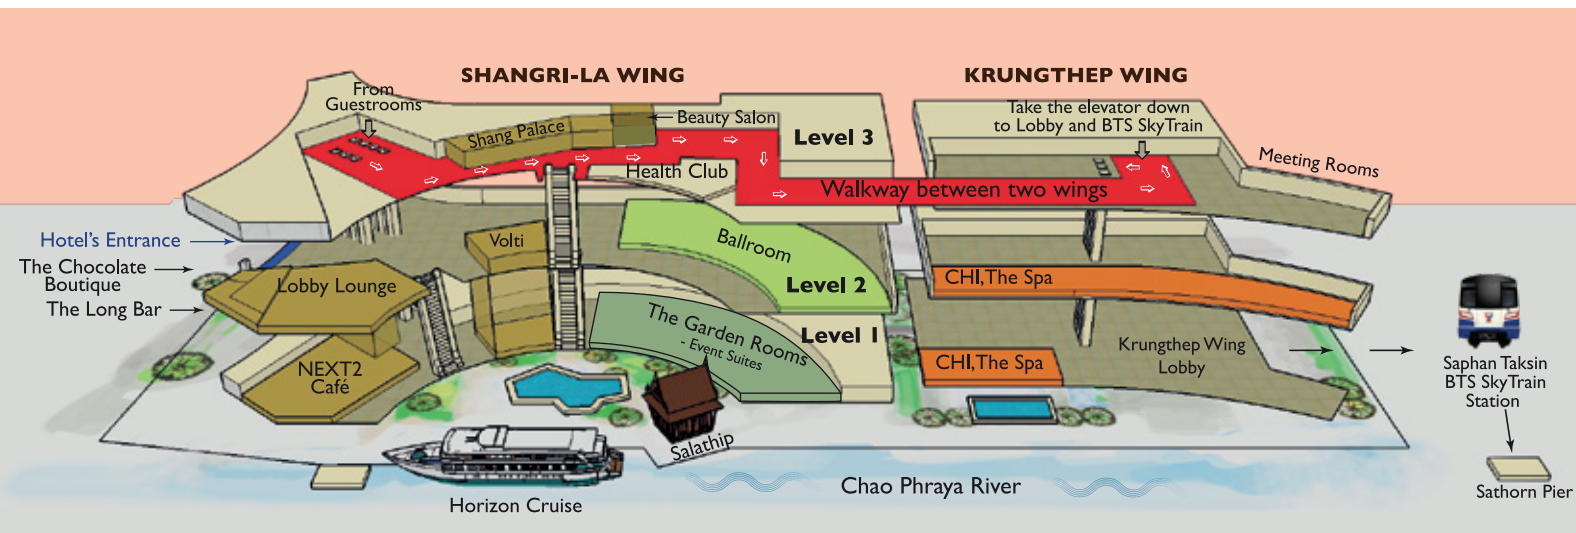 SHANGRI-LA WING
KRUNGTHEP WING
From
Guestrooms
Shang Palace
Beauty Salon
Level 3
Take the elevator down
to Lobby and BTS SkyTrain
Meeting Rooms
Health Club
Walkway between two wings
Hotel's Entrance
The Chocolate
Boutique
The Long Bar
Lobby Lounge
Volti
Ballroom
Level 2
CHI,The Spa
The Garden Rooms
- Event Suites
Level 1
NEXT2
Café
CHI,The Spa
Krungthep Wing
Lobby
Saphan Taksin
BTS SkyTrain
Station
Salathip
Horizon Cruise
Chao Phraya River
Sathorn Pier